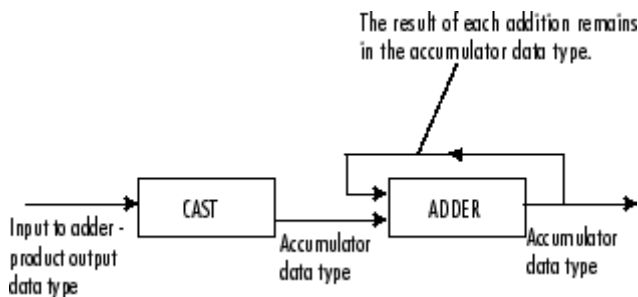 The result of each addition remains
in the accumulator data type.
CAST
ADDER
Input to adder -
product output
data type
Accumulator
data type
Accumulator
data type